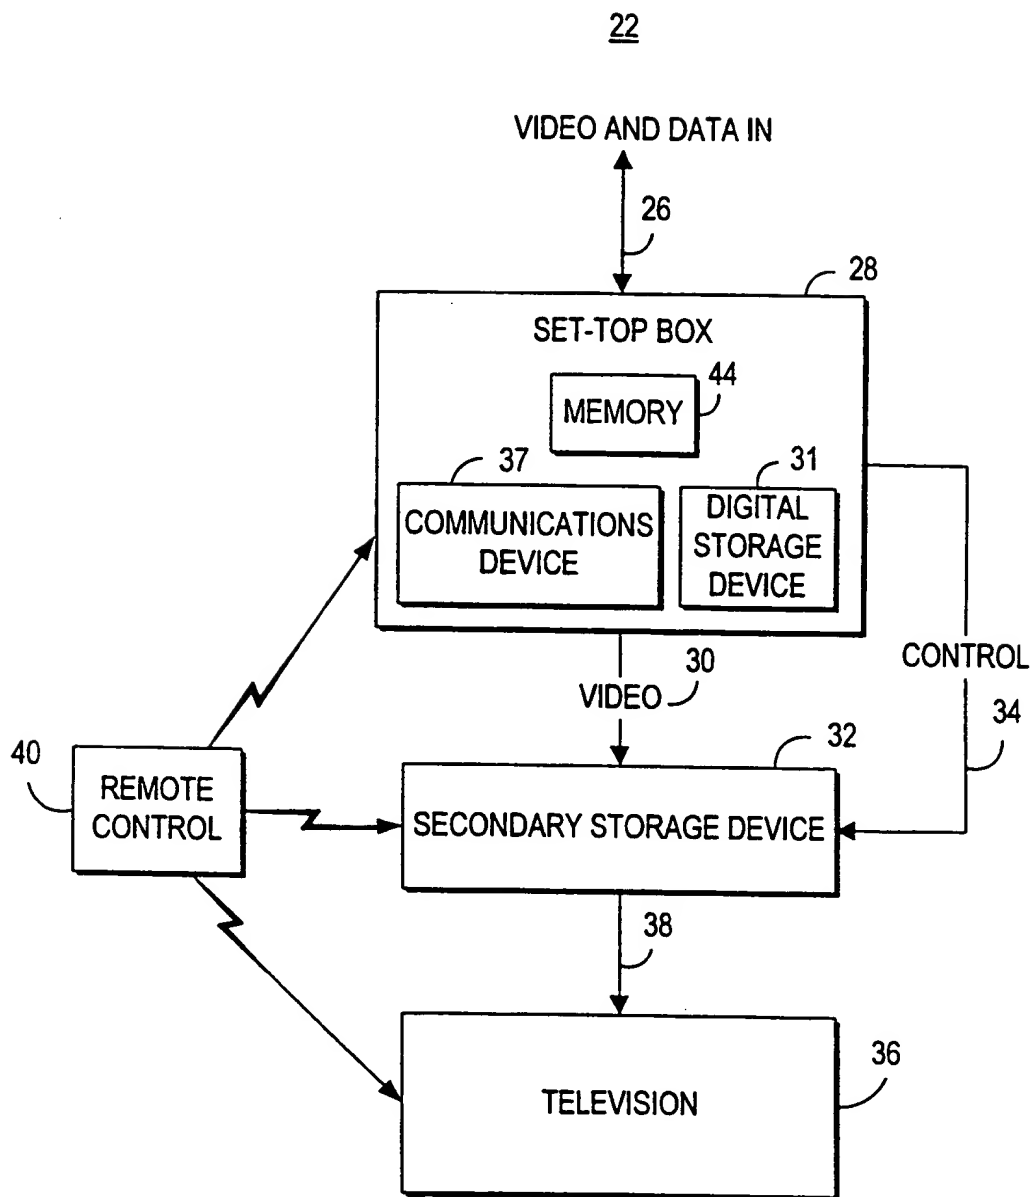 22
VIDEO AND DATA IN
26
28
SET-TOP BOX
44
MEMORY
37
31
COMMUNICATIONS
DEVICE
DIGITAL
STORAGE
DEVICE
30
VIDEO
CONTROL
34
40
REMOTE
CONTROL
32
SECONDARY STORAGE DEVICE
38
36
TELEVISION